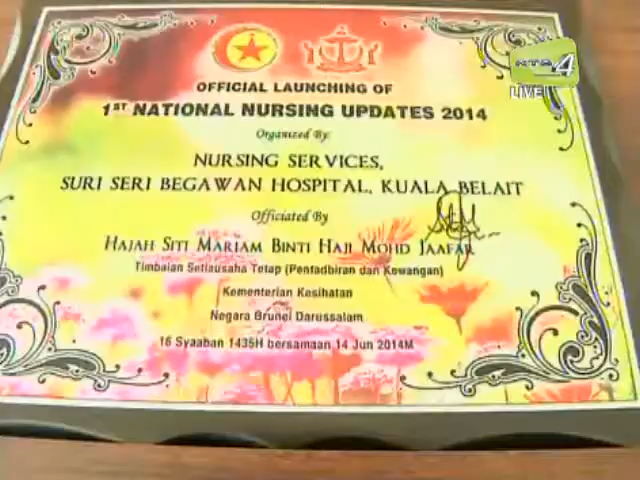 RTB 4
LIVE!
OFFICIAL LAUNCHING OF
1ST NATIONAL NURSING UPDATES 2014
Organized By:
NURSING SERVICES,
SURI SERI BEGAWAN HOSPITAL, KUALA BELAIT
Officiated By
HAJAH SITI MARIAM BINTI HAJI MOHD JAAFAR
Timbalan Setiausaha Tetap (Pentadbiran dan Kewangan)
Kementerian Kesihatan
Negara Brunei Darussalam
16 Syaaban 1435H bersamaan 14 Jun 2014M